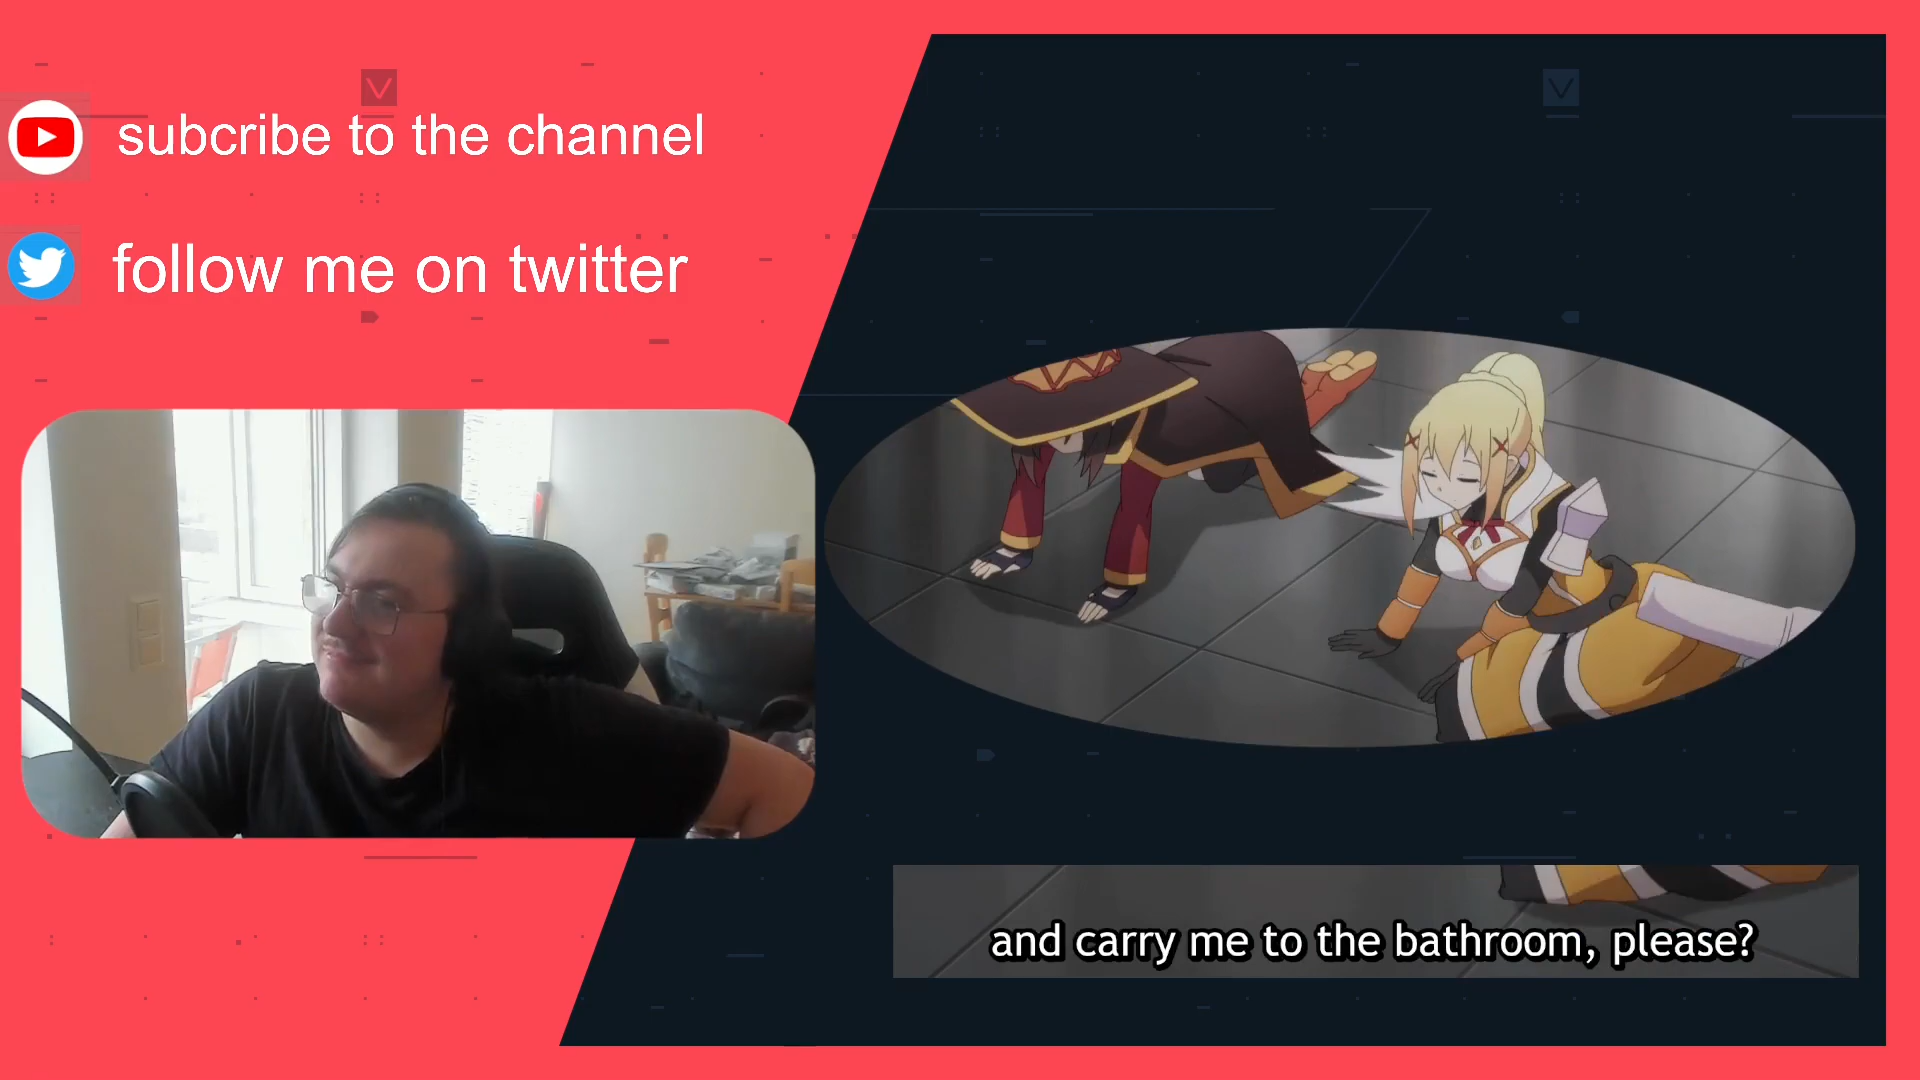 subcribe to the channel
follow me on twitter
and carry me to the bathroom, please?